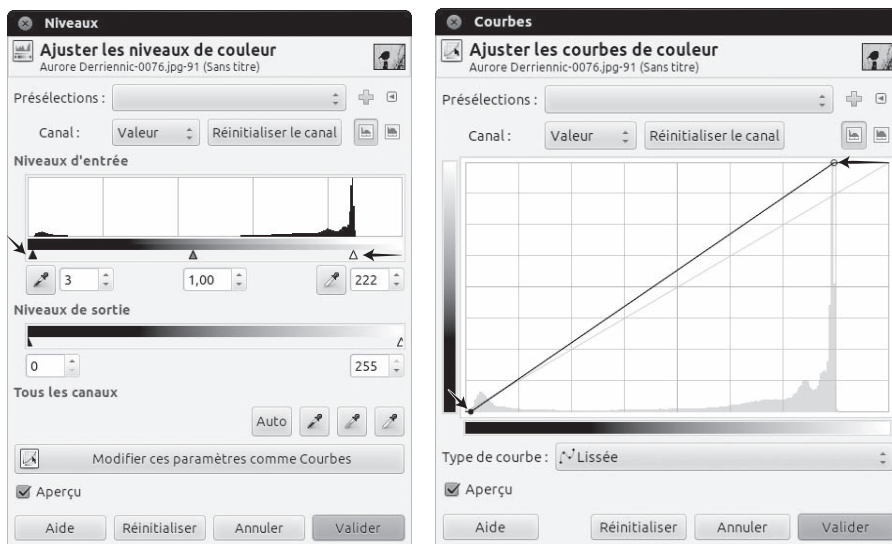 Niveaux
Ajuster les niveaux de couleur
Aurore Derriennic-0076.jpg-91 (Sans titre)
Présélections :
Canal : Valeur Réinitialiser le canal
Niveaux d'entrée
3 1,00 222
Niveaux de sortie
0 255
Tous les canaux
Auto
Modifier ces paramètres comme Courbes
Aperçu
Aide Réinitialiser Annuler Valider
Courbes
Ajuster les courbes de couleur
Aurore Derriennic-0076.jpg-91 (Sans titre)
Présélections :
Canal : Valeur Réinitialiser le canal
Type de courbe : Lissée
Aperçu
Aide Réinitialiser Annuler Valider